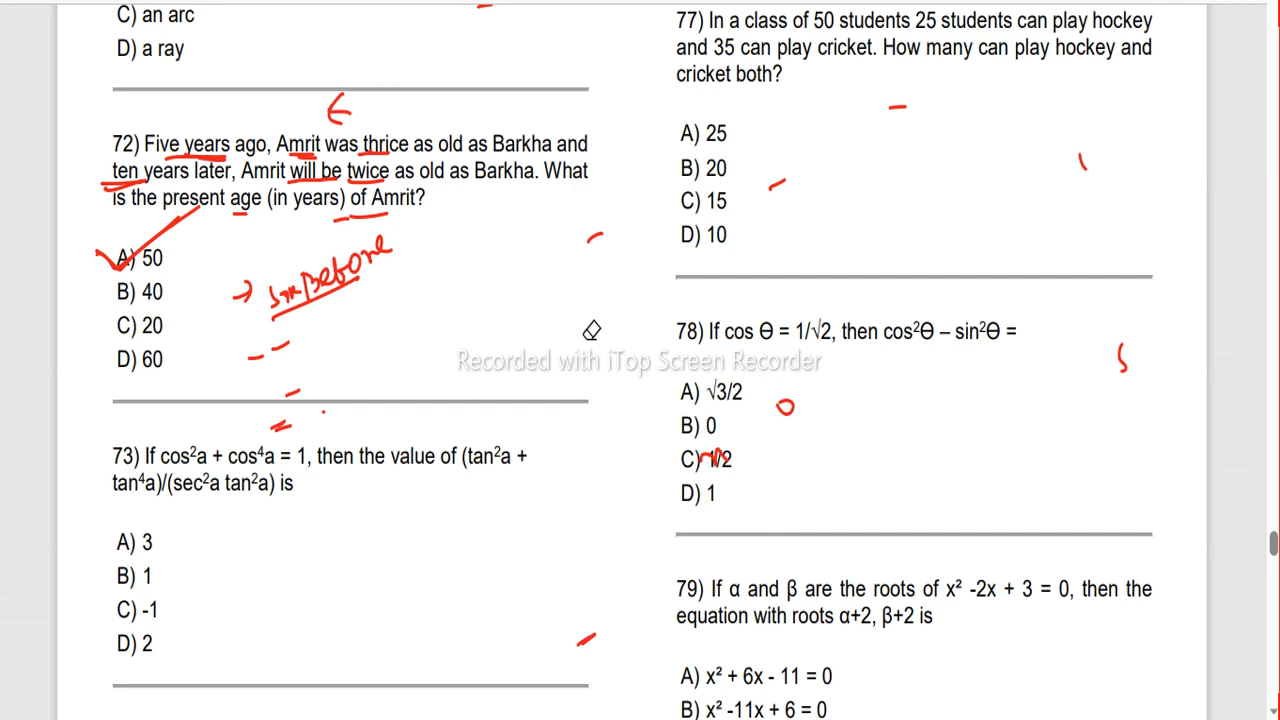 C) an arc
D) a ray
72) Five years ago, Amrit was thrice as old as Barkha and
ten years later, Amrit will be twice as old as Barkha. What
is the present age (in years) of Amrit?
A) 50
B) 40
C) 20
D) 60
73) If cos²a + cos⁴a = 1, then the value of (tan²a +
tan⁴a)/(sec²a tan²a) is
A) 3
B) 1
C) -1
D) 2
77) In a class of 50 students 25 students can play hockey
and 35 can play cricket. How many can play hockey and
cricket both?
A) 25
B) 20
C) 15
D) 10
78) If cos Ө = 1/√2, then cos²Ө – sin²Ө =
A) √3/2
B) 0
C) 1/2
D) 1
79) If α and β are the roots of x² -2x + 3 = 0, then the
equation with roots α+2, β+2 is
A) x² + 6x - 11 = 0
B) x² -11x + 6 = 0
Recorded with iTop Screen Recorder